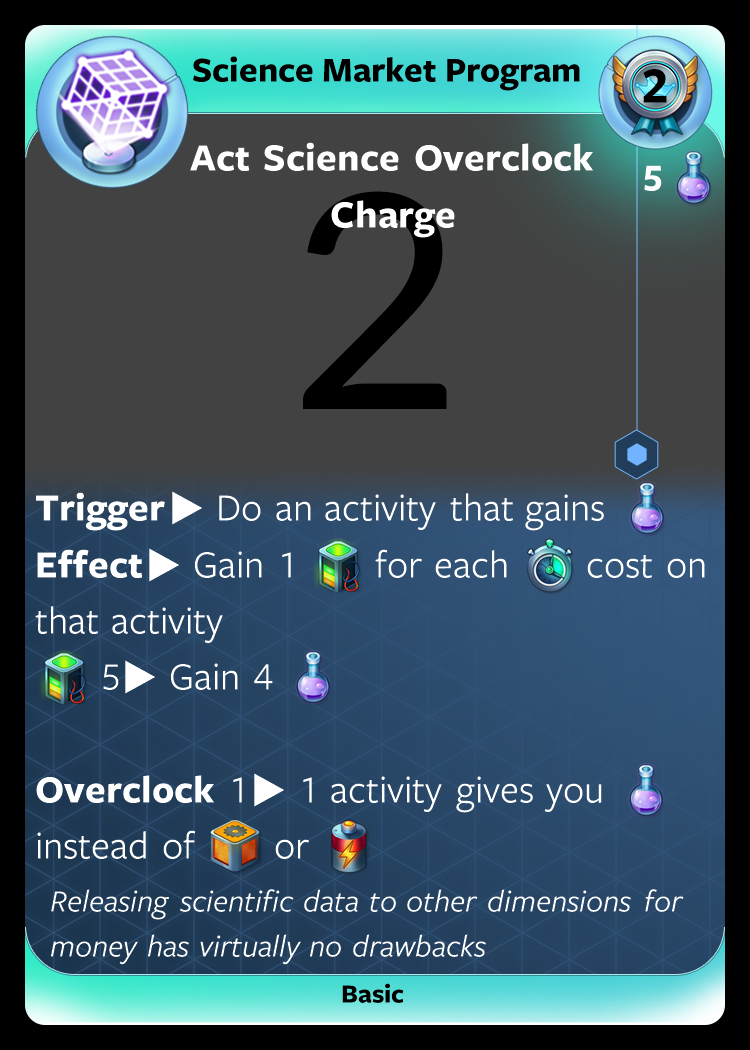 Science Market Program
2
Act Science Overclock
Charge
5
2
Trigger▶ Do an activity that gains
Effect▶ Gain 1 for each cost on
that activity
5▶ Gain 4
Overclock 1▶ 1 activity gives you
instead of or
Releasing scientific data to other dimensions for
money has virtually no drawbacks
Basic